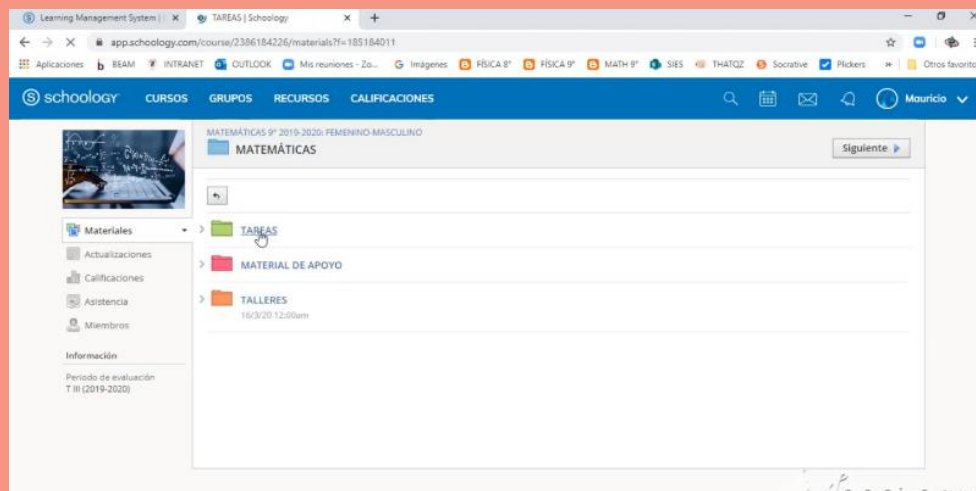 Learning Management System |
TAREAS | Schoology
app.schoology.com/course/2386184226/materials?f=185184011
Aplicaciones BEAM INTRANET OUTLOOK Mis reuniones - Zo... Imágenes FÍSICA 8° FÍSICA 9° MATH 9° SIES THATQZ Socrative Plickers » Otros favorito
schoology CURSOS GRUPOS RECURSOS CALIFICACIONES Mauricio
MATEMÁTICAS 9° 2019-2020: FEMENINO-MASCULINO
MATEMÁTICAS
Siguiente
Materiales
Actualizaciones
Calificaciones
Asistencia
Miembros
Información
Periodo de evaluación
T III (2019-2020)
TAREAS
MATERIAL DE APOYO
TALLERES
16/3/20 12:00am